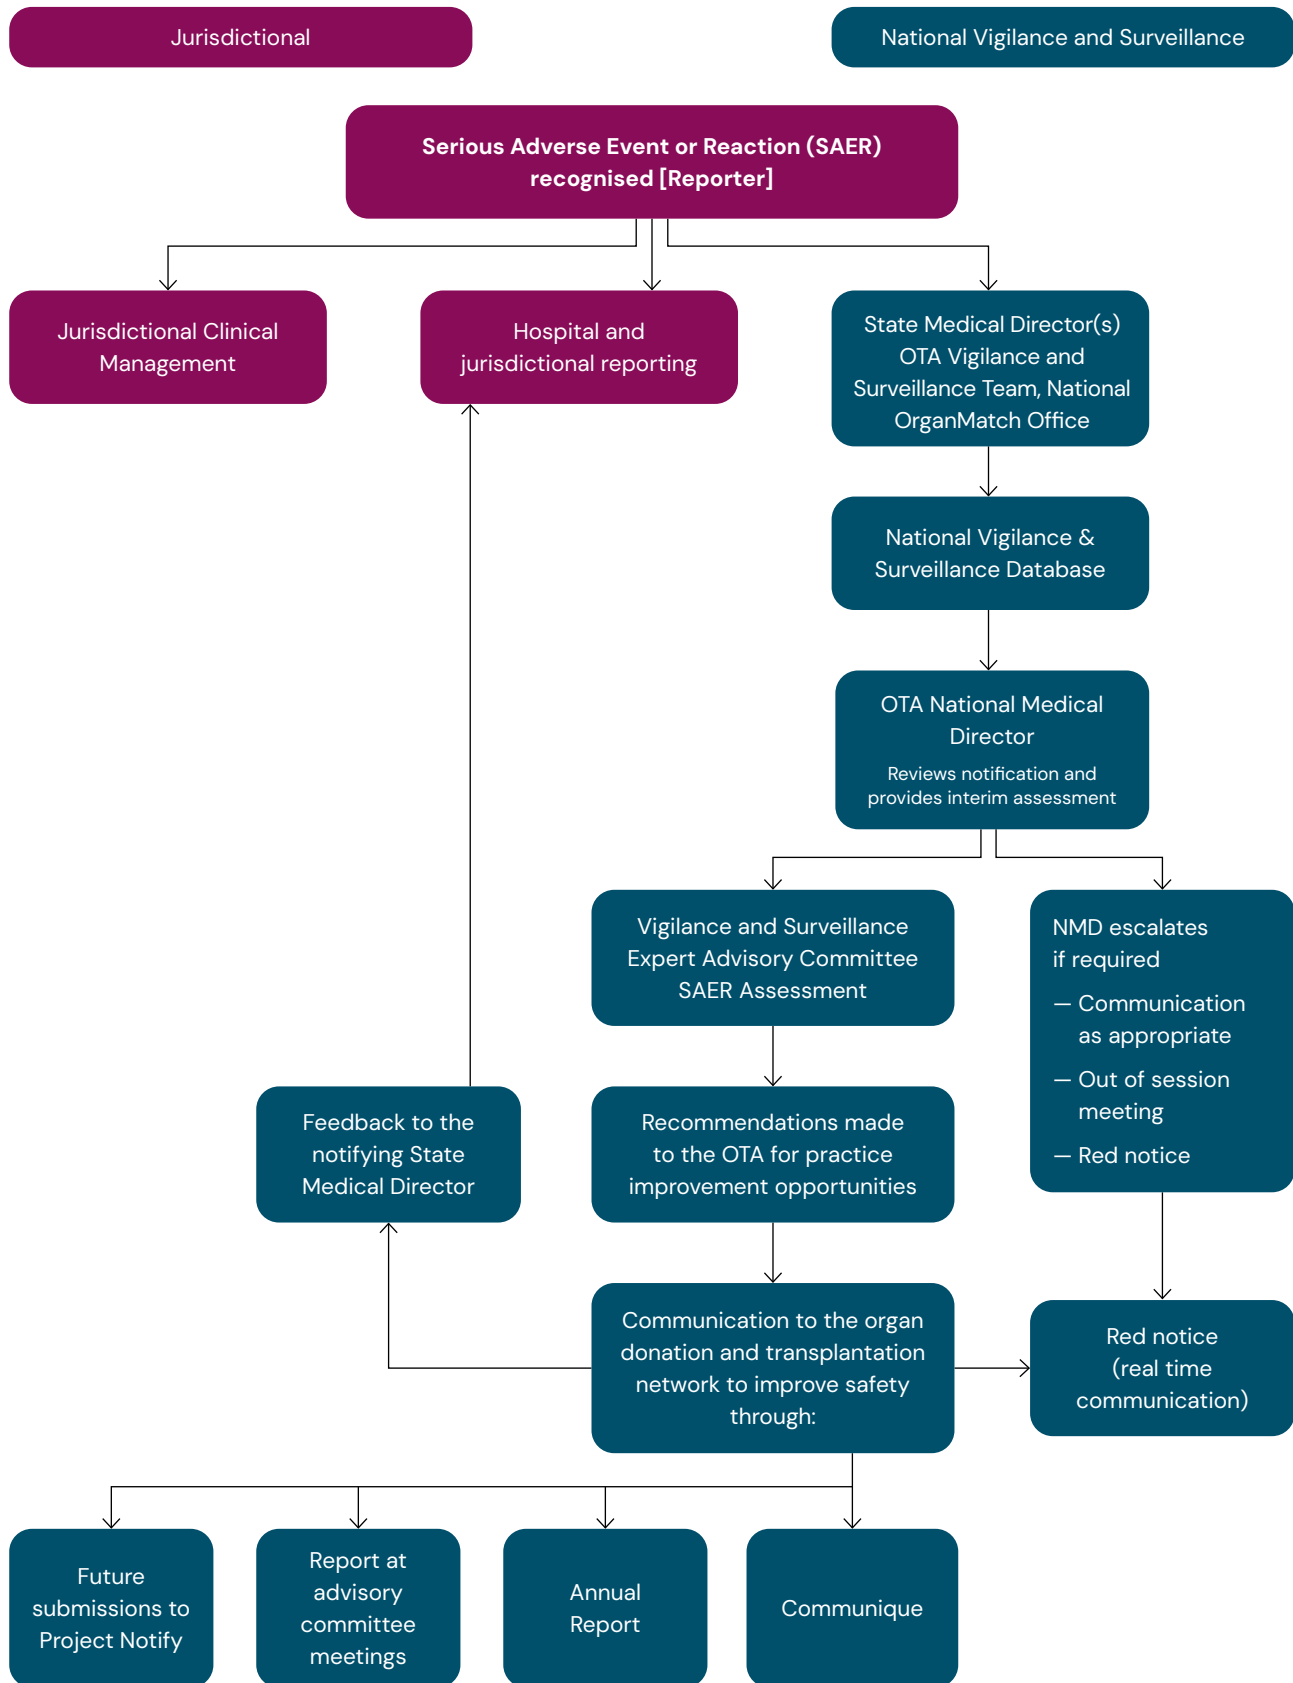 Jurisdictional
National Vigilance and Surveillance
Serious Adverse Event or Reaction (SAER)
recognised [Reporter]
Jurisdictional Clinical
Management
Hospital and
jurisdictional reporting
State Medical Director(s)
OTA Vigilance and
Surveillance Team, National
OrganMatch Office
National Vigilance &
Surveillance Database
OTA National Medical
Director
Reviews notification and
provides interim assessment
Vigilance and Surveillance
Expert Advisory Committee
SAER Assessment
NMD escalates
if required
— Communication
as appropriate
— Out of session
meeting
— Red notice
Feedback to the
notifying State
Medical Director
Recommendations made
to the OTA for practice
improvement opportunities
Communication to the organ
donation and transplantation
network to improve safety
through:
Red notice
(real time
communication)
Future
submissions to
Project Notify
Report at
advisory
committee
meetings
Annual
Report
Communique